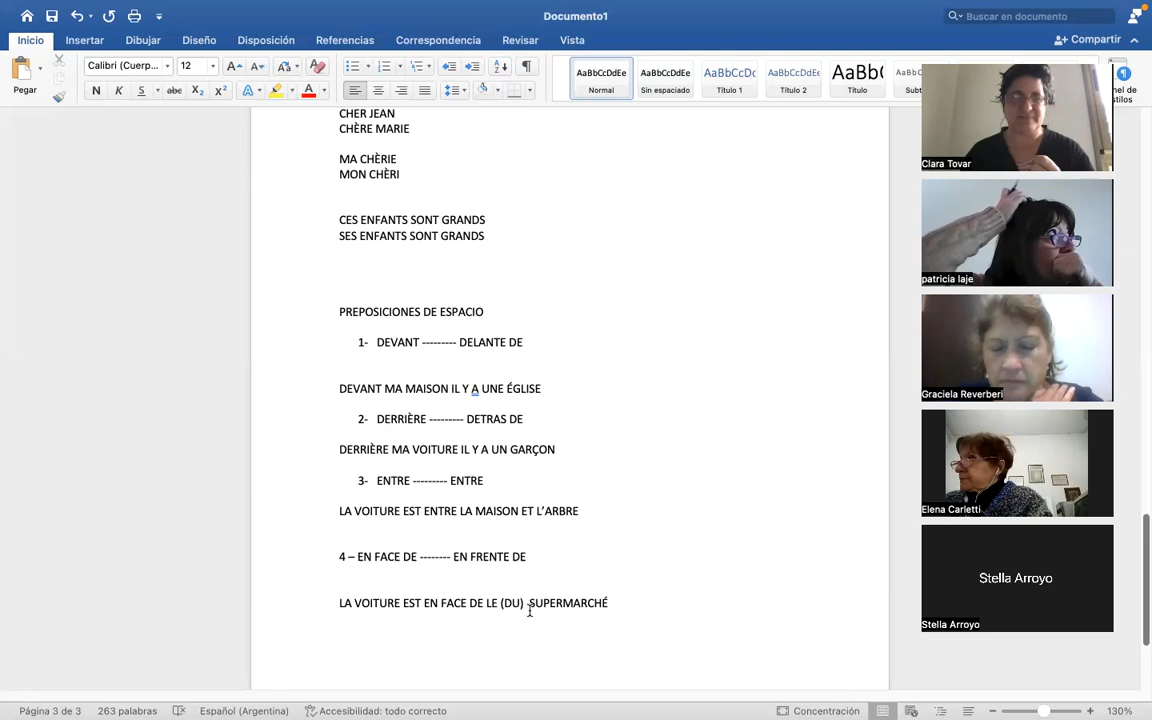 Documento1
Buscar en documento
Inicio Insertar Dibujar Diseño Disposición Referencias Correspondencia Revisar Vista Compartir
Pegar Calibri (Cuerp... 12
N K S abc X₂ X²
AaBbCcDdEe AaBbCcDdEe AaBbCcDc AaBbCcDdEe AaBb( AaBbC
Normal Sin espaciado Título 1 Título 2 Título
CHER JEAN
CHÈRE MARIE
MA CHÈRIE
MON CHÈRI
CES ENFANTS SONT GRANDS
SES ENFANTS SONT GRANDS
PREPOSICIONES DE ESPACIO
1- DEVANT --------- DELANTE DE
DEVANT MA MAISON IL Y A UNE ÉGLISE
2- DERRIÈRE --------- DETRAS DE
DERRIÈRE MA VOITURE IL Y A UN GARÇON
3- ENTRE --------- ENTRE
LA VOITURE EST ENTRE LA MAISON ET L’ARBRE
4 – EN FACE DE -------- EN FRENTE DE
LA VOITURE EST EN FACE DE LE (DU) -SUPERMARCHÉ
Clara Tovar
patricia laje
Graciela Reverberi
Elena Carletti
Stella Arroyo
Stella Arroyo
Página 3 de 3 263 palabras Español (Argentina) Accesibilidad: todo correcto Concentración 130%